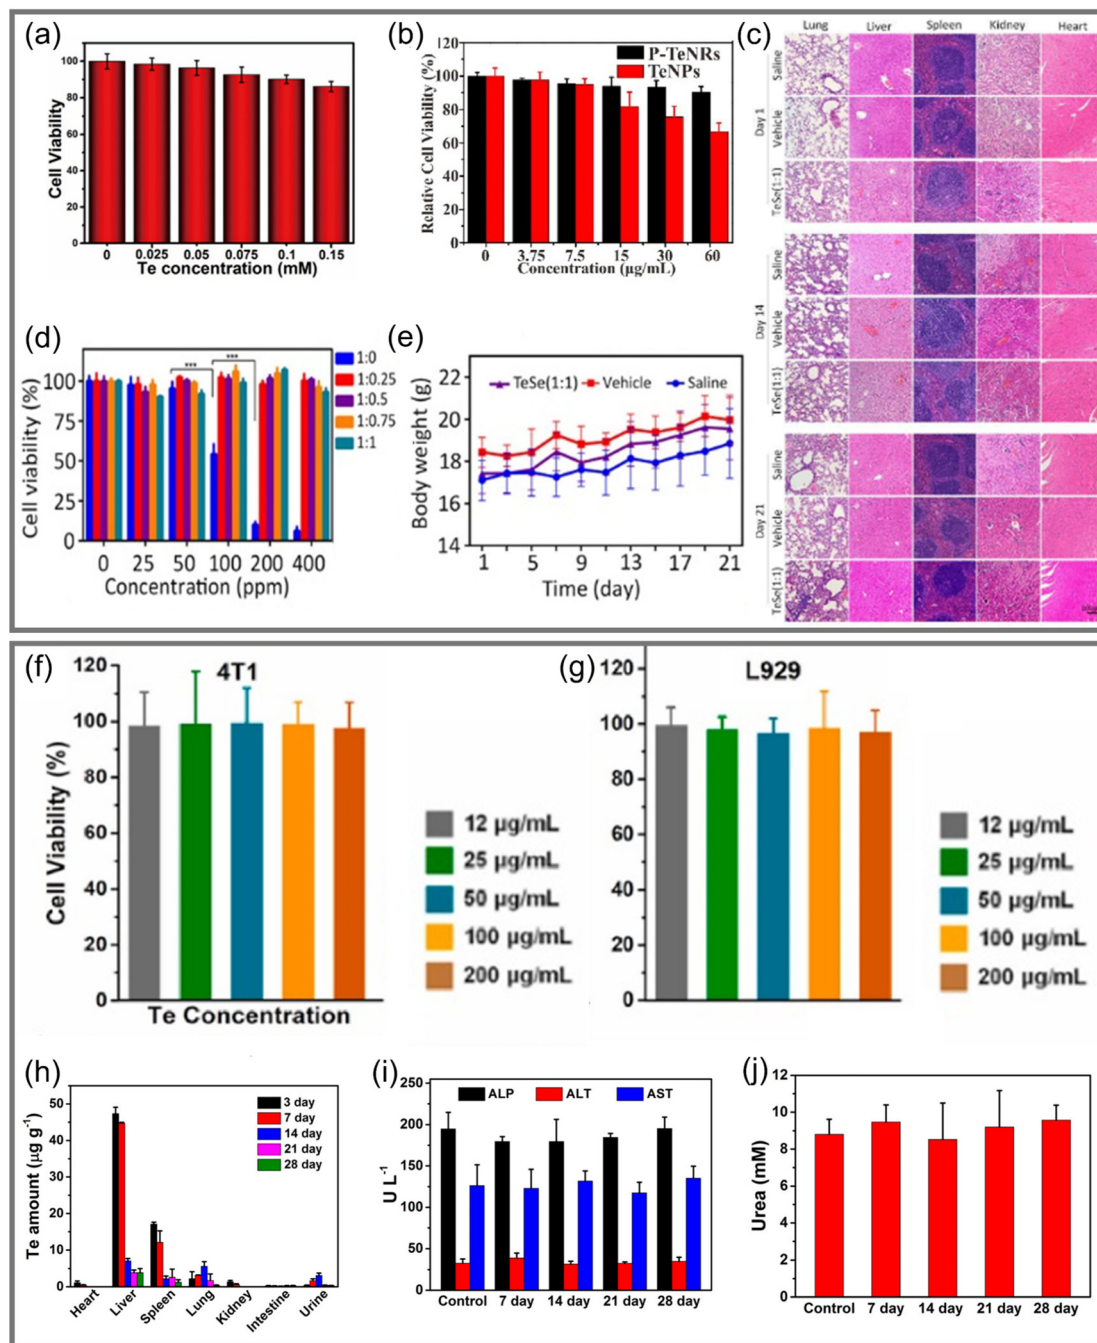 (a)
Cell Viability
100
80
60
40
20
0
0 0.025 0.05 0.075 0.1 0.15
Te concentration (mM)
(b)
Relative Cell Viability (%)
120
100
80
60
40
20
0
P-TeNRs
TeNPs
0 3.75 7.5 15 30 60
Concentration (µg/mL)
(c)
Lung Liver Spleen Kidney Heart
Day 1
Saline
Vehicle
TeSe(1:1)
Day 14
Saline
Vehicle
TeSe(1:1)
Day 21
Saline
Vehicle
TeSe(1:1)
(d)
Cell viability (%)
100
75
50
25
0
*** ***
1:0
1:0.25
1:0.5
1:0.75
1:1
0 25 50 100 200 400
Concentration (ppm)
(e)
Body weight (g)
22
20
18
16
14
TeSe(1:1) Vehicle Saline
1 5 9 13 17 21
Time (day)
(f)
4T1
Cell Viability (%)
120
100
80
60
40
20
0
Te Concentration
12 µg/mL
25 µg/mL
50 µg/mL
100 µg/mL
200 µg/mL
(g)
L929
120
100
80
60
40
20
0
12 µg/mL
25 µg/mL
50 µg/mL
100 µg/mL
200 µg/mL
(h)
Te amount (µg g⁻¹)
50
40
30
20
10
0
3 day
7 day
14 day
21 day
28 day
Heart Liver Spleen Lung Kidney Intestine Urine
(i)
U L⁻¹
250
200
150
100
50
0
ALP ALT AST
Control 7 day 14 day 21 day 28 day
(j)
Urea (mM)
12
10
8
6
4
2
0
Control 7 day 14 day 21 day 28 day